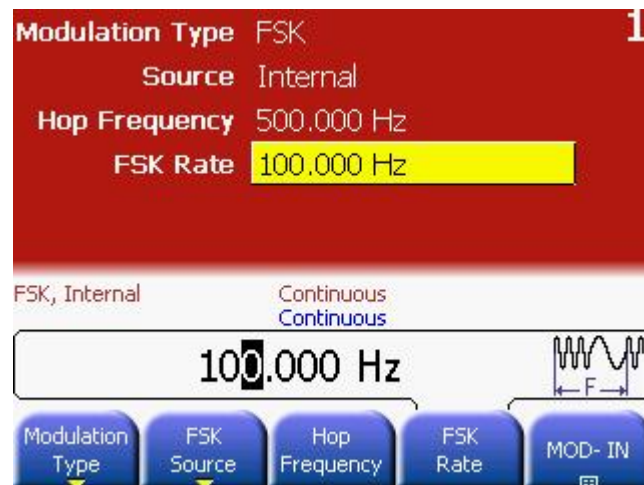 Modulation Type FSK 1
Source Internal
Hop Frequency 500.000 Hz
FSK Rate 100.000 Hz
FSK, Internal Continuous
Continuous
100.000 Hz
F
Modulation Type
FSK Source
Hop Frequency
FSK Rate
MOD- IN